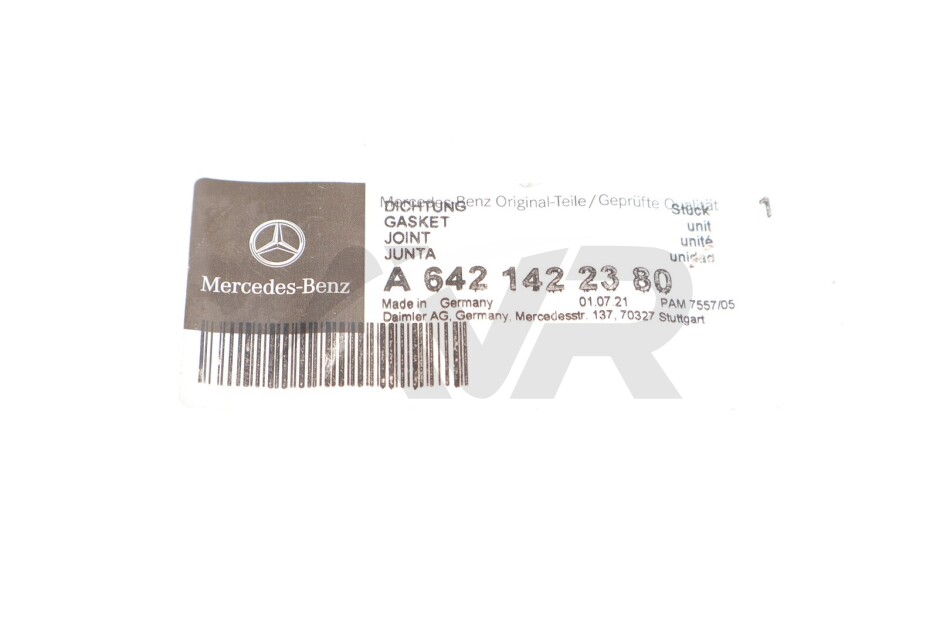 Mercedes-Benz Original-Teile/Geprüfte Qualität
DICHTUNG Stück 1
GASKET unit
JOINT unité
JUNTA unidad
A 642 142 23 80
Mercedes-Benz
Made in Germany 01.07.21 PAM 7557/05
Daimler AG, Germany, Mercedesstr. 137, 70327 Stuttgart